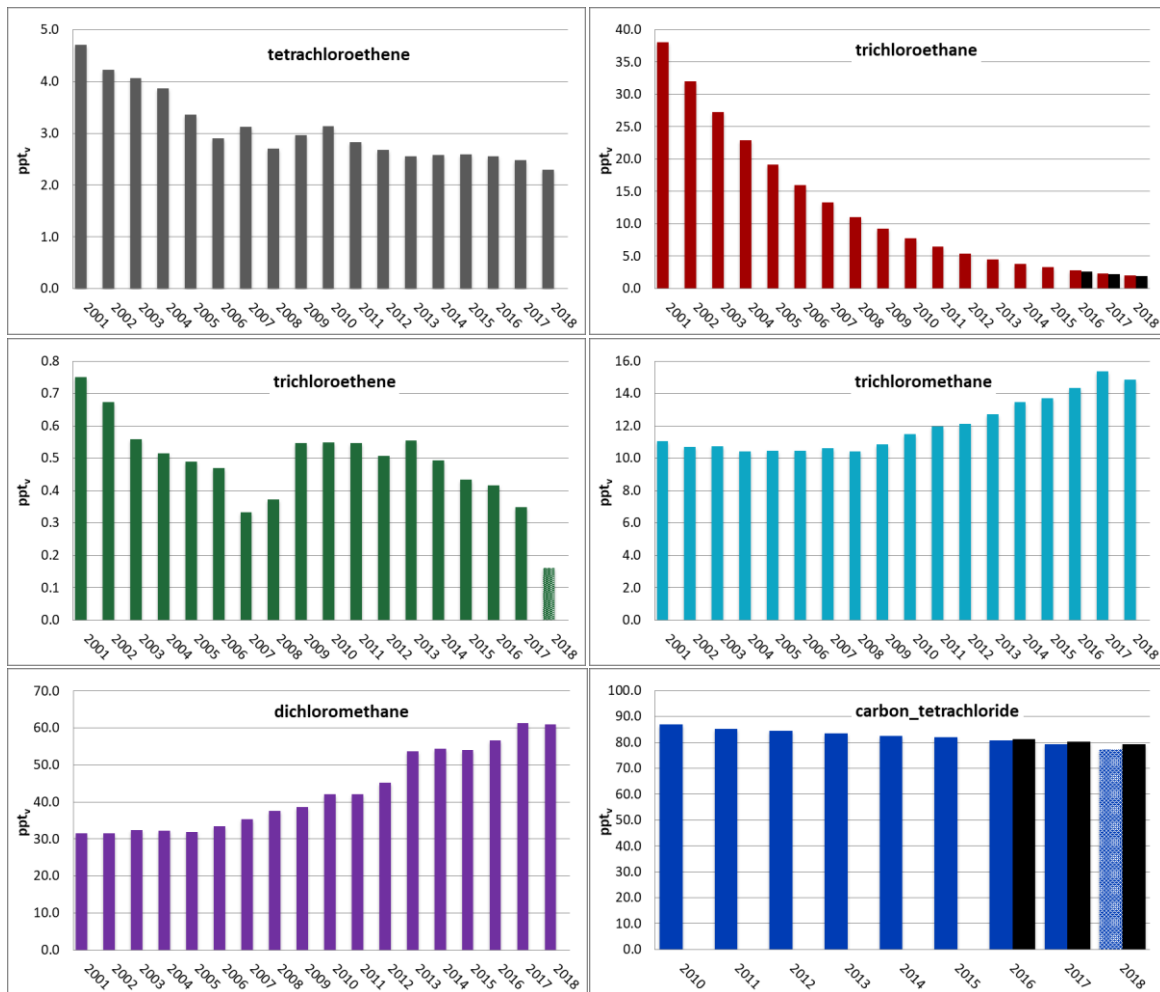 tetrachloroethene
ppt_v
5.0
4.0
3.0
2.0
1.0
0.0
2001 2002 2003 2004 2005 2006 2007 2008 2009 2010 2011 2012 2013 2014 2015 2016 2017 2018
trichloroethane
ppt_v
40.0
35.0
30.0
25.0
20.0
15.0
10.0
5.0
0.0
2001 2002 2003 2004 2005 2006 2007 2008 2009 2010 2011 2012 2013 2014 2015 2016 2017 2018
trichloroethene
ppt_v
0.8
0.7
0.6
0.5
0.4
0.3
0.2
0.1
0.0
2001 2002 2003 2004 2005 2006 2007 2008 2009 2010 2011 2012 2013 2014 2015 2016 2017 2018
trichloromethane
ppt_v
16.0
14.0
12.0
10.0
8.0
6.0
4.0
2.0
0.0
2001 2002 2003 2004 2005 2006 2007 2008 2009 2010 2011 2012 2013 2014 2015 2016 2017 2018
dichloromethane
ppt_v
70.0
60.0
50.0
40.0
30.0
20.0
10.0
0.0
2001 2002 2003 2004 2005 2006 2007 2008 2009 2010 2011 2012 2013 2014 2015 2016 2017 2018
carbon_tetrachloride
ppt_v
100.0
90.0
80.0
70.0
60.0
50.0
40.0
30.0
20.0
10.0
0.0
2010 2011 2012 2013 2014 2015 2016 2017 2018